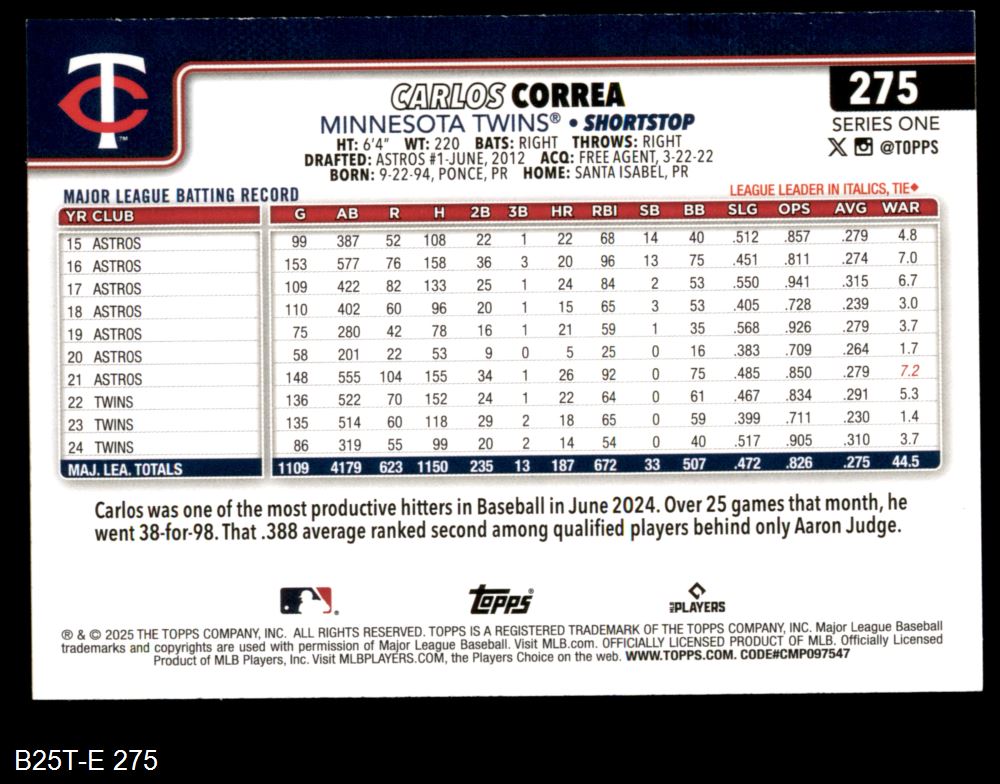 TC
™
CARLOS CORREA
275
MINNESOTA TWINS® • SHORTSTOP
SERIES ONE
HT: 6'4" WT: 220 BATS: RIGHT THROWS: RIGHT
@TOPPS
DRAFTED: ASTROS #1-JUNE, 2012 ACQ: FREE AGENT, 3-22-22
BORN: 9-22-94, PONCE, PR HOME: SANTA ISABEL, PR
MAJOR LEAGUE BATTING RECORD
LEAGUE LEADER IN ITALICS, TIE♦
YR CLUB G AB R H 2B 3B HR RBI SB BB SLG OPS AVG WAR
15 ASTROS 99 387 52 108 22 1 22 68 14 40 .512 .857 .279 4.8
16 ASTROS 153 577 76 158 36 3 20 96 13 75 .451 .811 .274 7.0
17 ASTROS 109 422 82 133 25 1 24 84 2 53 .550 .941 .315 6.7
18 ASTROS 110 402 60 96 20 1 15 65 3 53 .405 .728 .239 3.0
19 ASTROS 75 280 42 78 16 1 21 59 1 35 .568 .926 .279 3.7
20 ASTROS 58 201 22 53 9 0 5 25 0 16 .383 .709 .264 1.7
21 ASTROS 148 555 104 155 34 1 26 92 0 75 .485 .850 .279 7.2
22 TWINS 136 522 70 152 24 1 22 64 0 61 .467 .834 .291 5.3
23 TWINS 135 514 60 118 29 2 18 65 0 59 .399 .711 .230 1.4
24 TWINS 86 319 55 99 20 2 14 54 0 40 .517 .905 .310 3.7
MAJ. LEA. TOTALS 1109 4179 623 1150 235 13 187 672 33 507 .472 .826 .275 44.5
Carlos was one of the most productive hitters in Baseball in June 2024. Over 25 games that month, he
went 38-for-98. That .388 average ranked second among qualified players behind only Aaron Judge.
Topps®
MLB PLAYERS
® & © 2025 THE TOPPS COMPANY, INC. ALL RIGHTS RESERVED. TOPPS IS A REGISTERED TRADEMARK OF THE TOPPS COMPANY, INC. Major League Baseball
trademarks and copyrights are used with permission of Major League Baseball. Visit MLB.com. OFFICIALLY LICENSED PRODUCT OF MLB. Officially Licensed
Product of MLB Players, Inc. Visit MLBPLAYERS.COM, the Players Choice on the web. WWW.TOPPS.COM. CODE#CMP097547
B25T-E 275